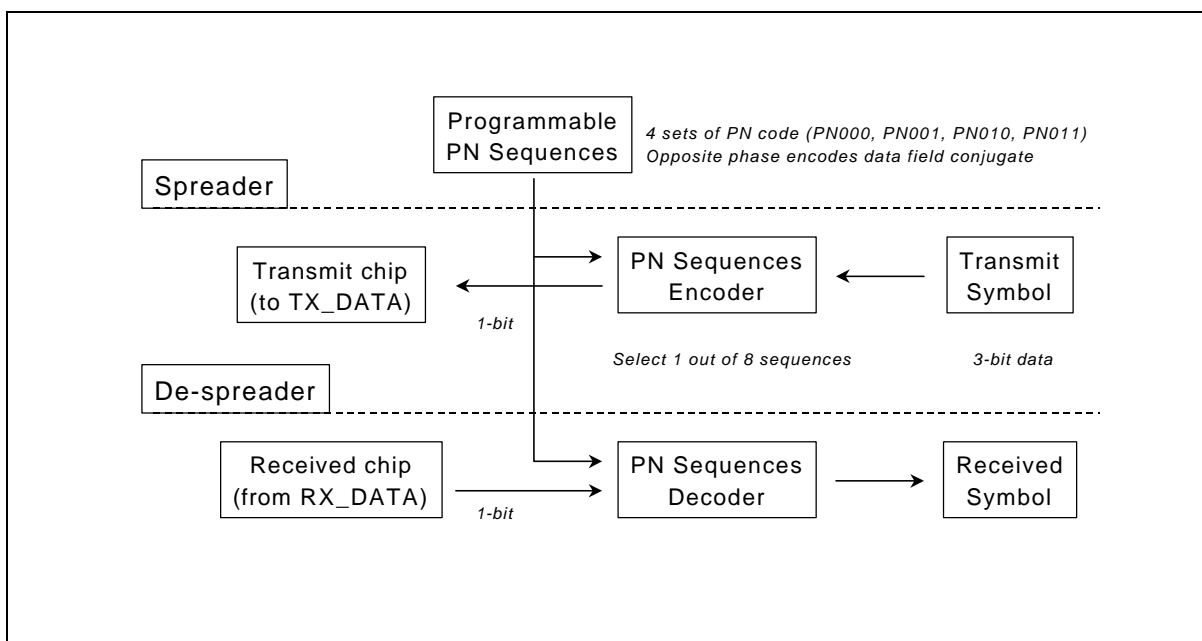 Programmable
PN Sequences
4 sets of PN code (PN000, PN001, PN010, PN011)
Opposite phase encodes data field conjugate
Spreader
Transmit chip
(to TX_DATA)
1-bit
PN Sequences
Encoder
Transmit
Symbol
Select 1 out of 8 sequences
3-bit data
De-spreader
Received chip
(from RX_DATA)
1-bit
PN Sequences
Decoder
Received
Symbol